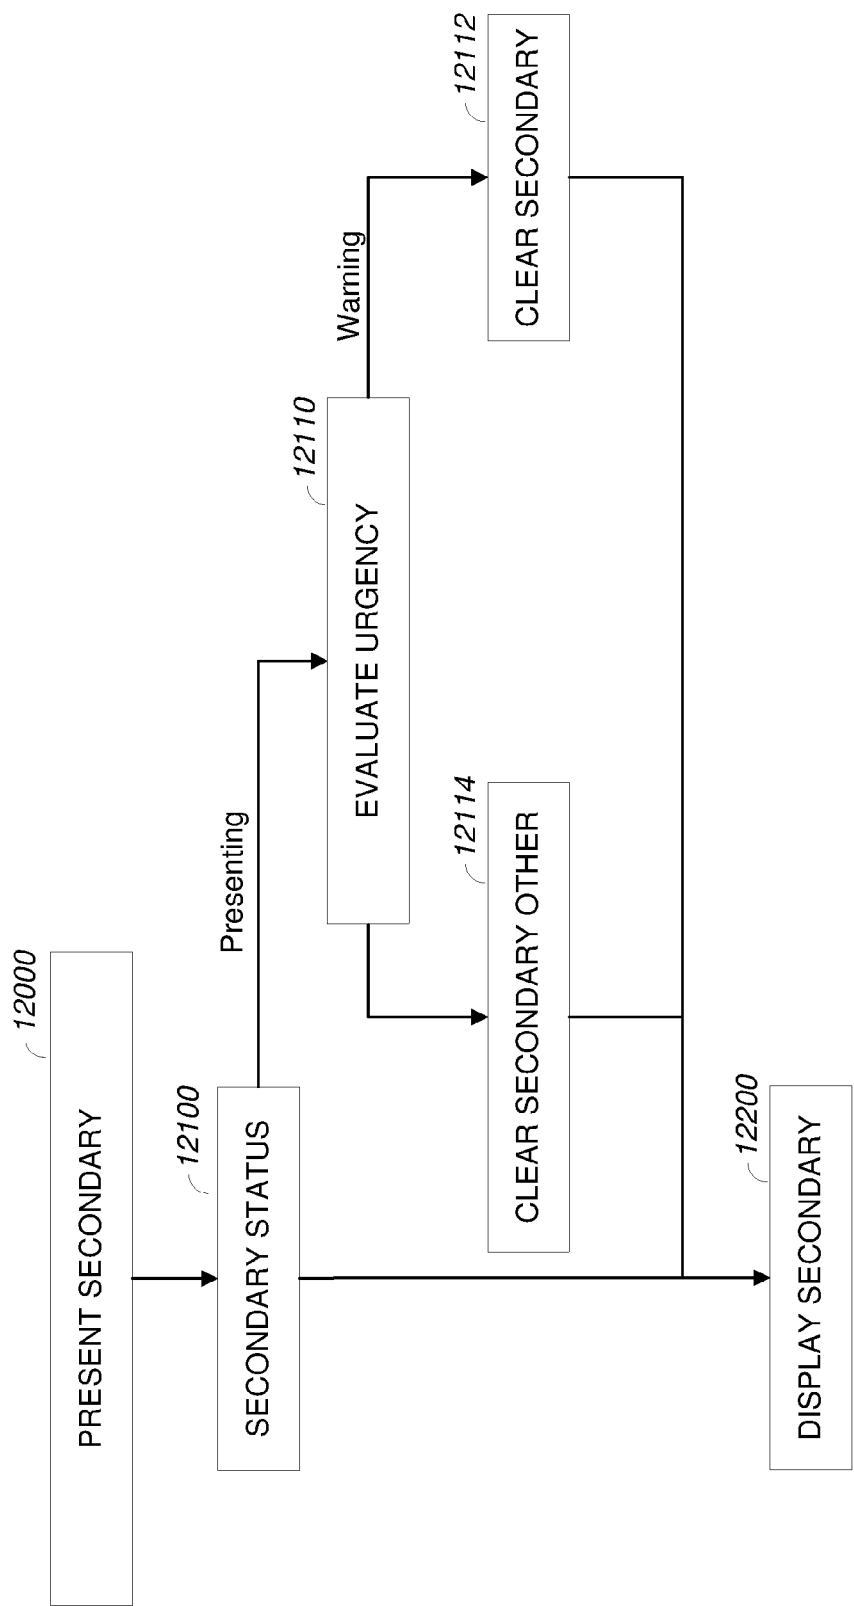 12000
PRESENT SECONDARY
12100
SECONDARY STATUS
Presenting
12110
EVALUATE URGENCY
Warning
12114
CLEAR SECONDARY OTHER
12112
CLEAR SECONDARY
12200
DISPLAY SECONDARY